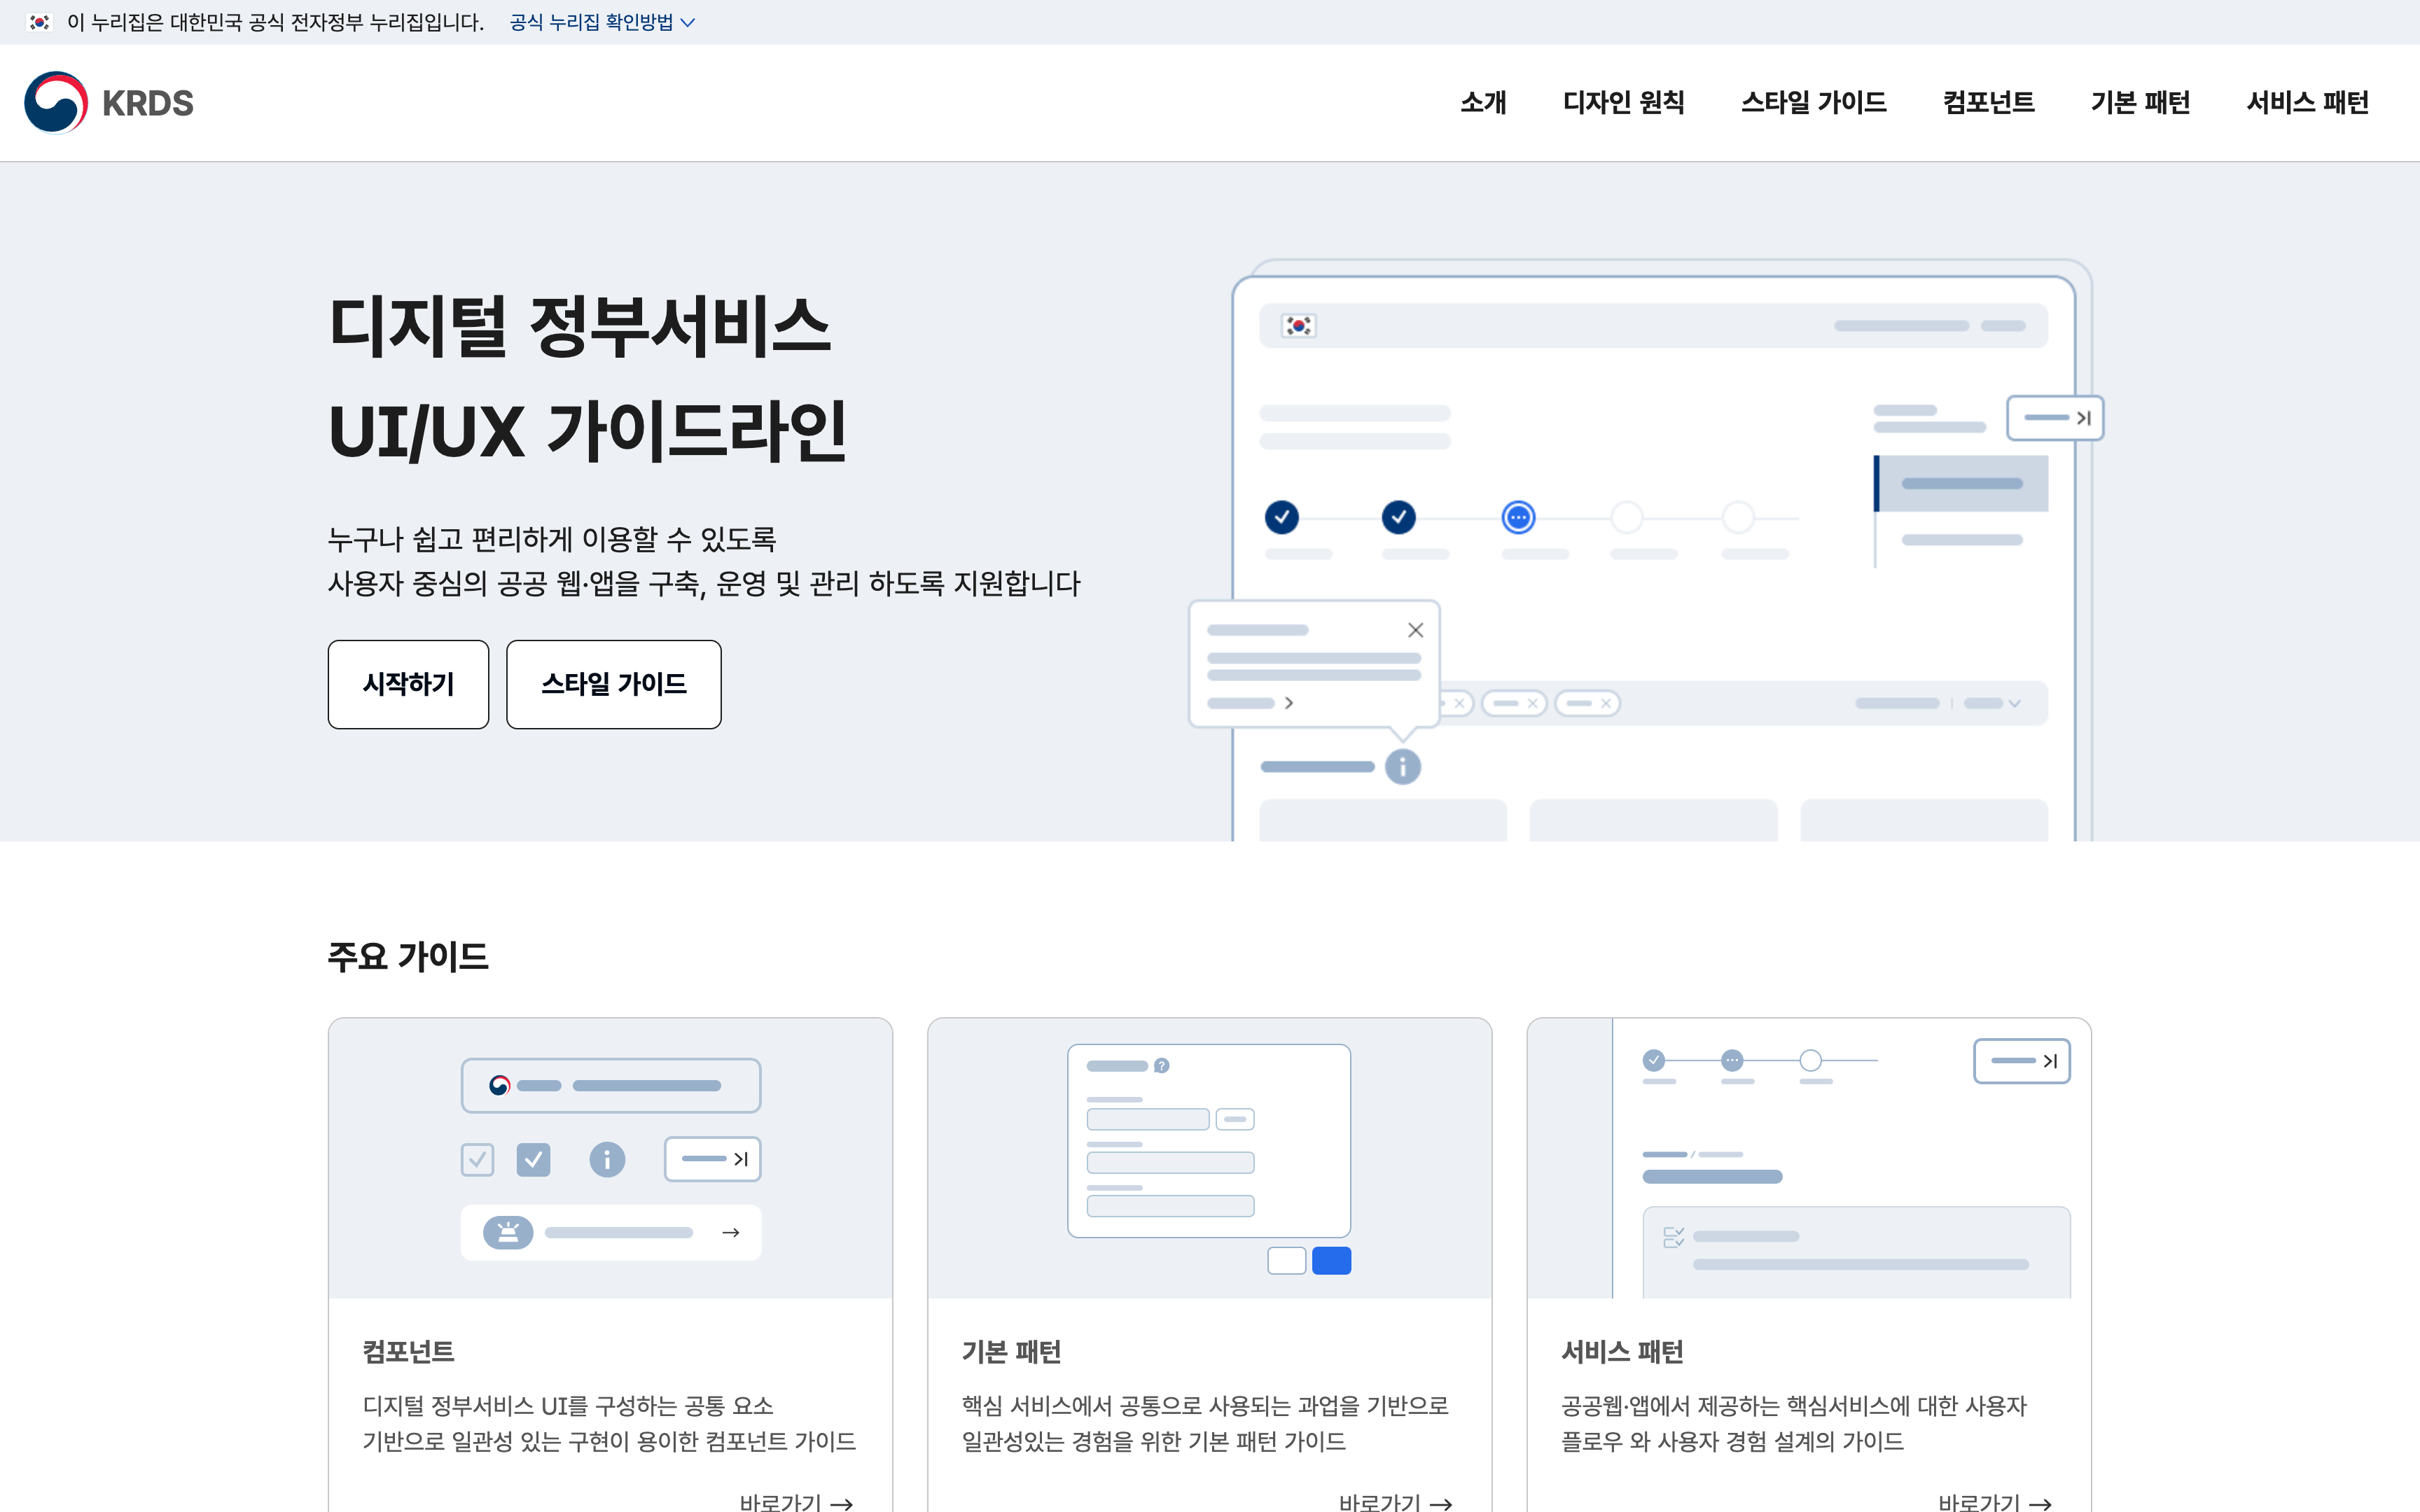 이 누리집은 대한민국 공식 전자정부 누리집입니다. 공식 누리집 확인방법
KRDS
소개 디자인 원칙 스타일 가이드 컴포넌트 기본 패턴 서비스 패턴
디지털 정부서비스
UI/UX 가이드라인
누구나 쉽고 편리하게 이용할 수 있도록
사용자 중심의 공공 웹·앱을 구축, 운영 및 관리 하도록 지원합니다
시작하기 스타일 가이드
주요 가이드
컴포넌트
디지털 정부서비스 UI를 구성하는 공통 요소
기반으로 일관성 있는 구현이 용이한 컴포넌트 가이드
바로가기
기본 패턴
핵심 서비스에서 공통으로 사용되는 과업을 기반으로
일관성있는 경험을 위한 기본 패턴 가이드
바로가기
서비스 패턴
공공웹·앱에서 제공하는 핵심서비스에 대한 사용자
플로우 와 사용자 경험 설계의 가이드
바로가기